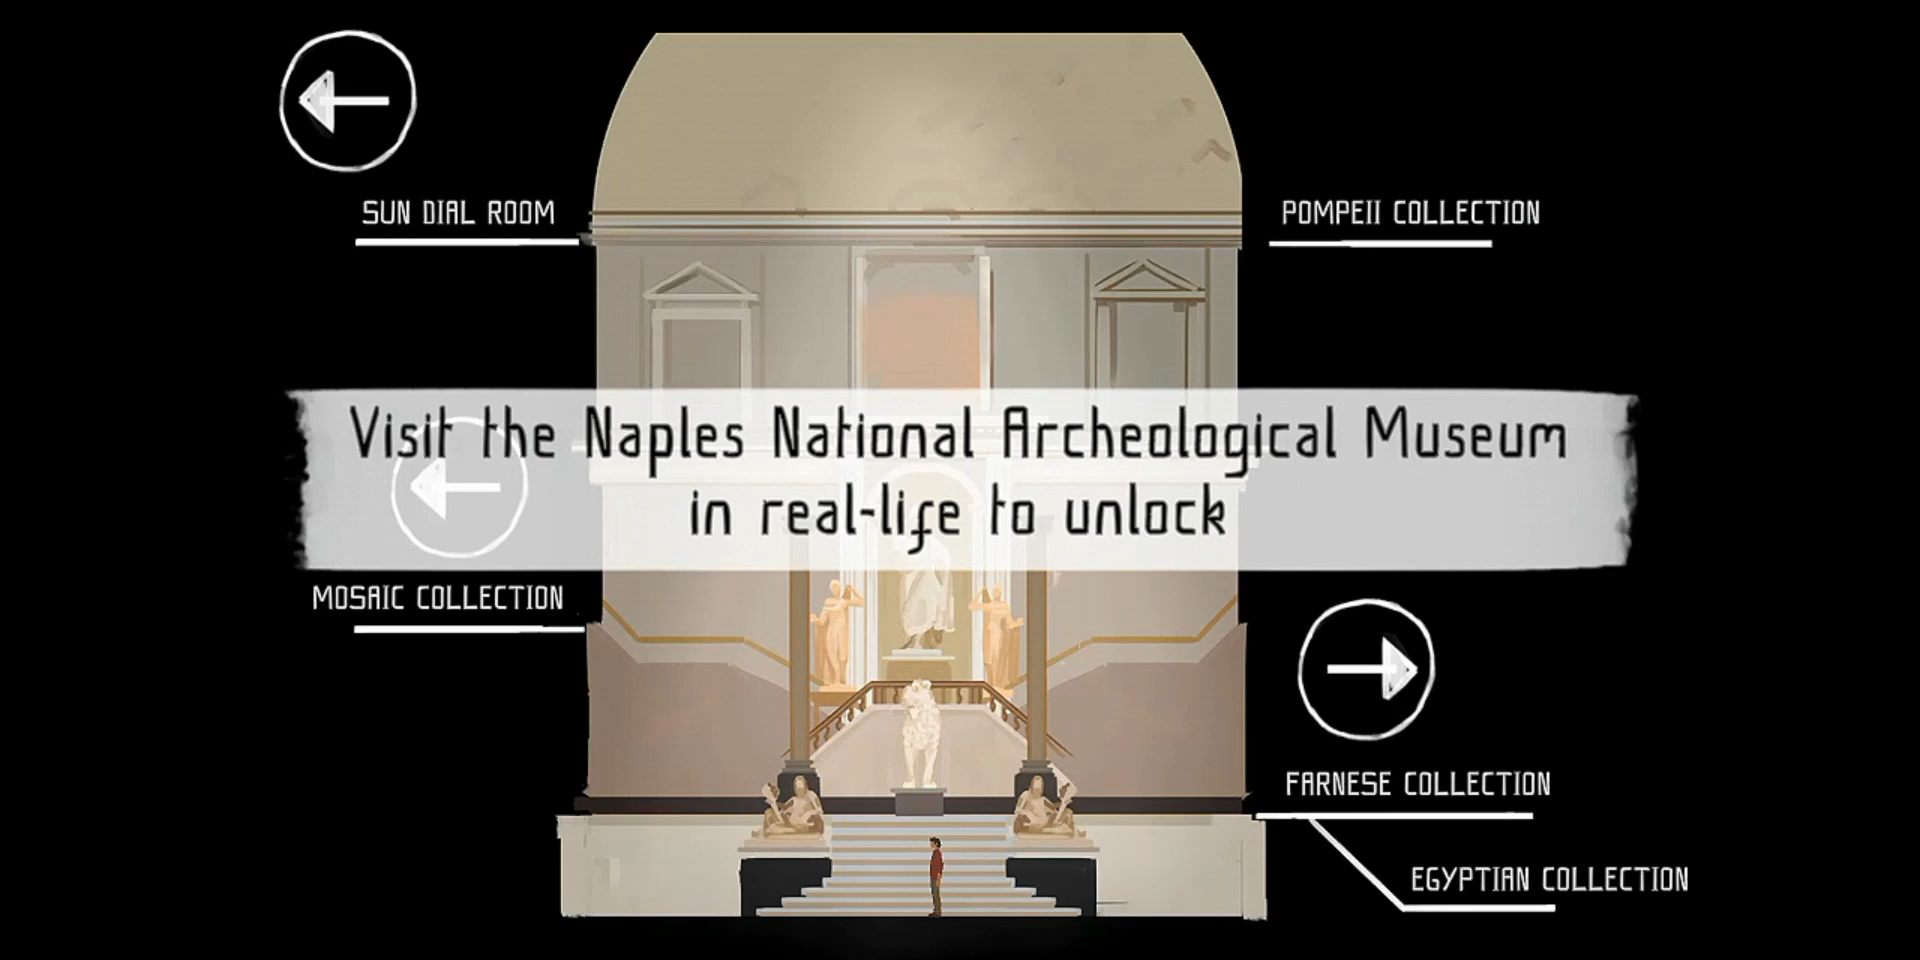 SUN DIAL ROOM
POMPEII COLLECTION
Visit the Naples National Archeological Museum
in real-life to unlock
MOSAIC COLLECTION
FARNESE COLLECTION
EGYPTIAN COLLECTION